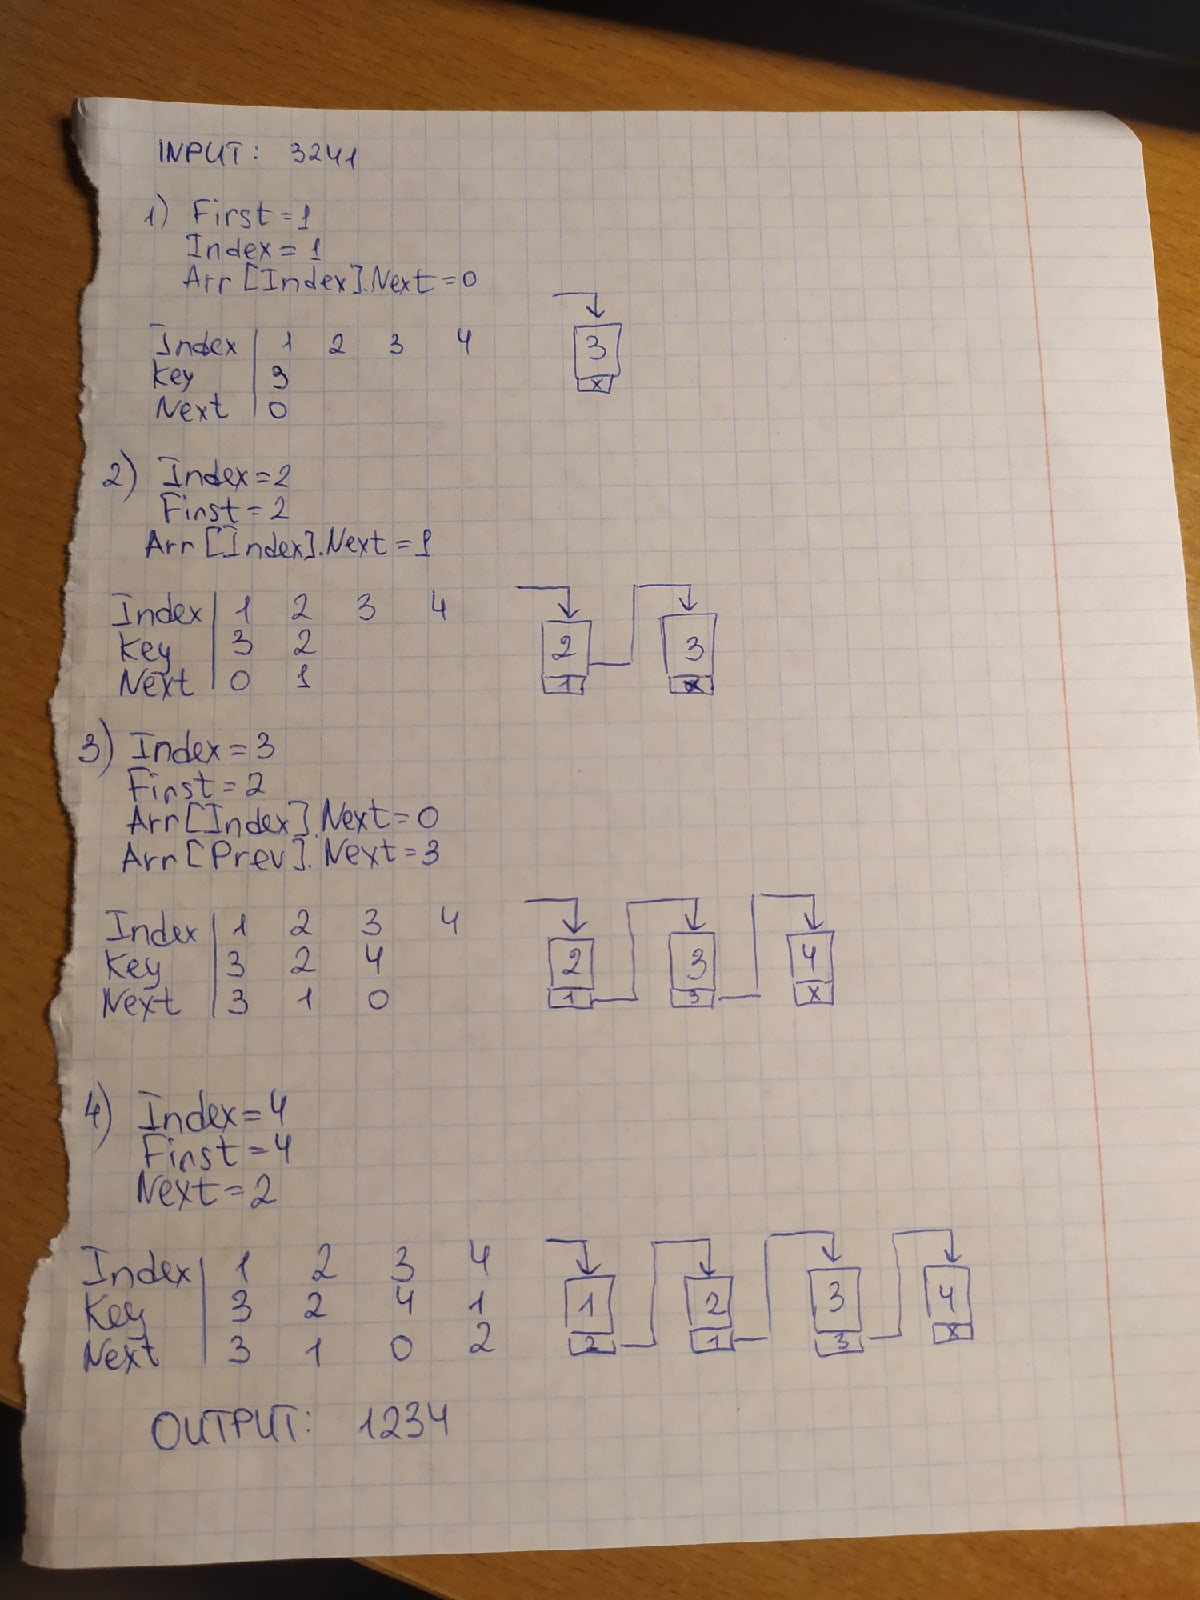 INPUT: 3241
1) First=1
Index=1
Arr[Index].Next=0
Index 1 2 3 4
Key 3
Next 0
3
x
2) Index=2
First=2
Arr[Index].Next=1
Index 1 2 3 4
Key 3 2
Next 0 1
2 3
1 x
3) Index=3
First=2
Arr[Index].Next=0
Arr[Prev].Next=3
Index 1 2 3 4
Key 3 2 4
Next 3 1 0
2 3 4
1 3 x
4) Index=4
First=4
Next=2
Index 1 2 3 4
Key 3 2 4 1
Next 3 1 0 2
1 2 3 4
2 1 3 x
OUTPUT: 1234